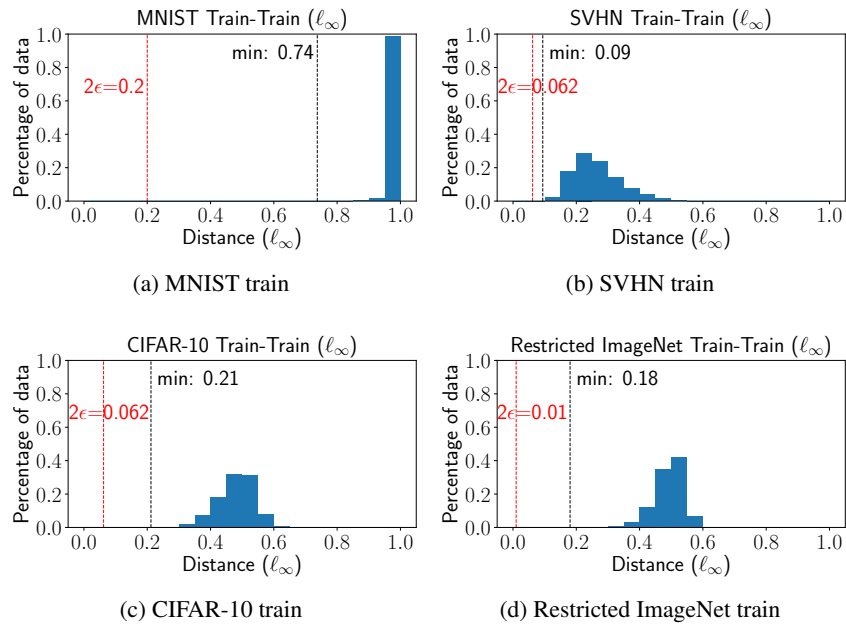 MNIST Train-Train (ℓ∞)
min: 0.74
2ϵ=0.2
Percentage of data
1.0
0.8
0.6
0.4
0.2
0.0
0.0 0.2 0.4 0.6 0.8 1.0
Distance (ℓ∞)
(a) MNIST train
SVHN Train-Train (ℓ∞)
min: 0.09
2ϵ=0.062
Percentage of data
1.0
0.8
0.6
0.4
0.2
0.0
0.0 0.2 0.4 0.6 0.8 1.0
Distance (ℓ∞)
(b) SVHN train
CIFAR-10 Train-Train (ℓ∞)
min: 0.21
2ϵ=0.062
Percentage of data
1.0
0.8
0.6
0.4
0.2
0.0
0.0 0.2 0.4 0.6 0.8 1.0
Distance (ℓ∞)
(c) CIFAR-10 train
Restricted ImageNet Train-Train (ℓ∞)
min: 0.18
2ϵ=0.01
Percentage of data
1.0
0.8
0.6
0.4
0.2
0.0
0.0 0.2 0.4 0.6 0.8 1.0
Distance (ℓ∞)
(d) Restricted ImageNet train